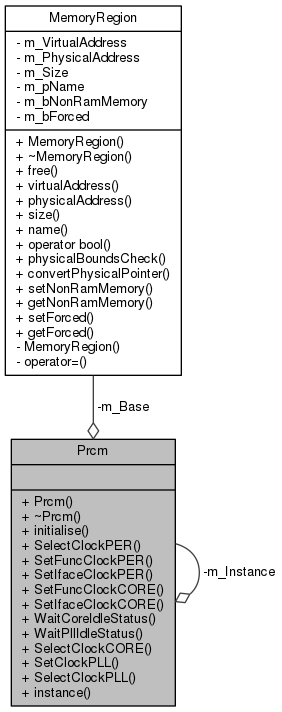 MemoryRegion
- m_VirtualAddress
- m_PhysicalAddress
- m_Size
- m_pName
- m_bNonRamMemory
- m_bForced
+ MemoryRegion()
+ ~MemoryRegion()
+ free()
+ virtualAddress()
+ physicalAddress()
+ size()
+ name()
+ operator bool()
+ physicalBoundsCheck()
+ convertPhysicalPointer()
+ setNonRamMemory()
+ getNonRamMemory()
+ setForced()
+ getForced()
- MemoryRegion()
- operator=()
-m_Base
Prcm
+ Prcm()
+ ~Prcm()
+ initialise()
+ SelectClockPER()
+ SetFuncClockPER()
+ SetIfaceClockPER()
+ SetFuncClockCORE()
+ SetIfaceClockCORE()
+ WaitCoreIdleStatus()
+ WaitPllIdleStatus()
+ SelectClockCORE()
+ SetClockPLL()
+ SelectClockPLL()
+ instance()
-m_Instance